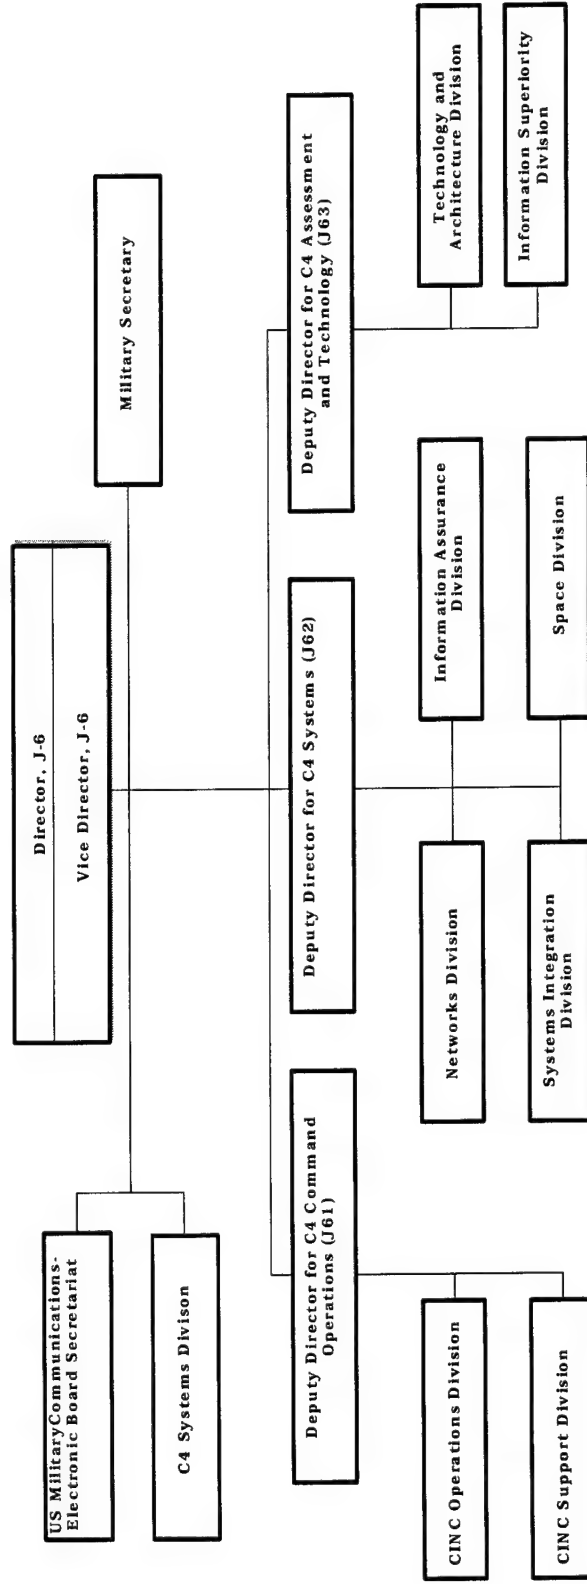 Director, J-6
Vice Director, J-6
US MilitaryCommunications-
Electronic Board Secretariat
C4 Systems Divison
Military Secretary
Deputy Director for C4 Command
Operations (J61)
Deputy Director for C4 Systems (J62)
Deputy Director for C4 Assessment
and Technology (J63)
CINC Operations Division
CINC Support Division
Networks Division
Information Assurance
Division
Systems Integration
Division
Space Division
Technology and
Architecture Division
Information Superiority
Division